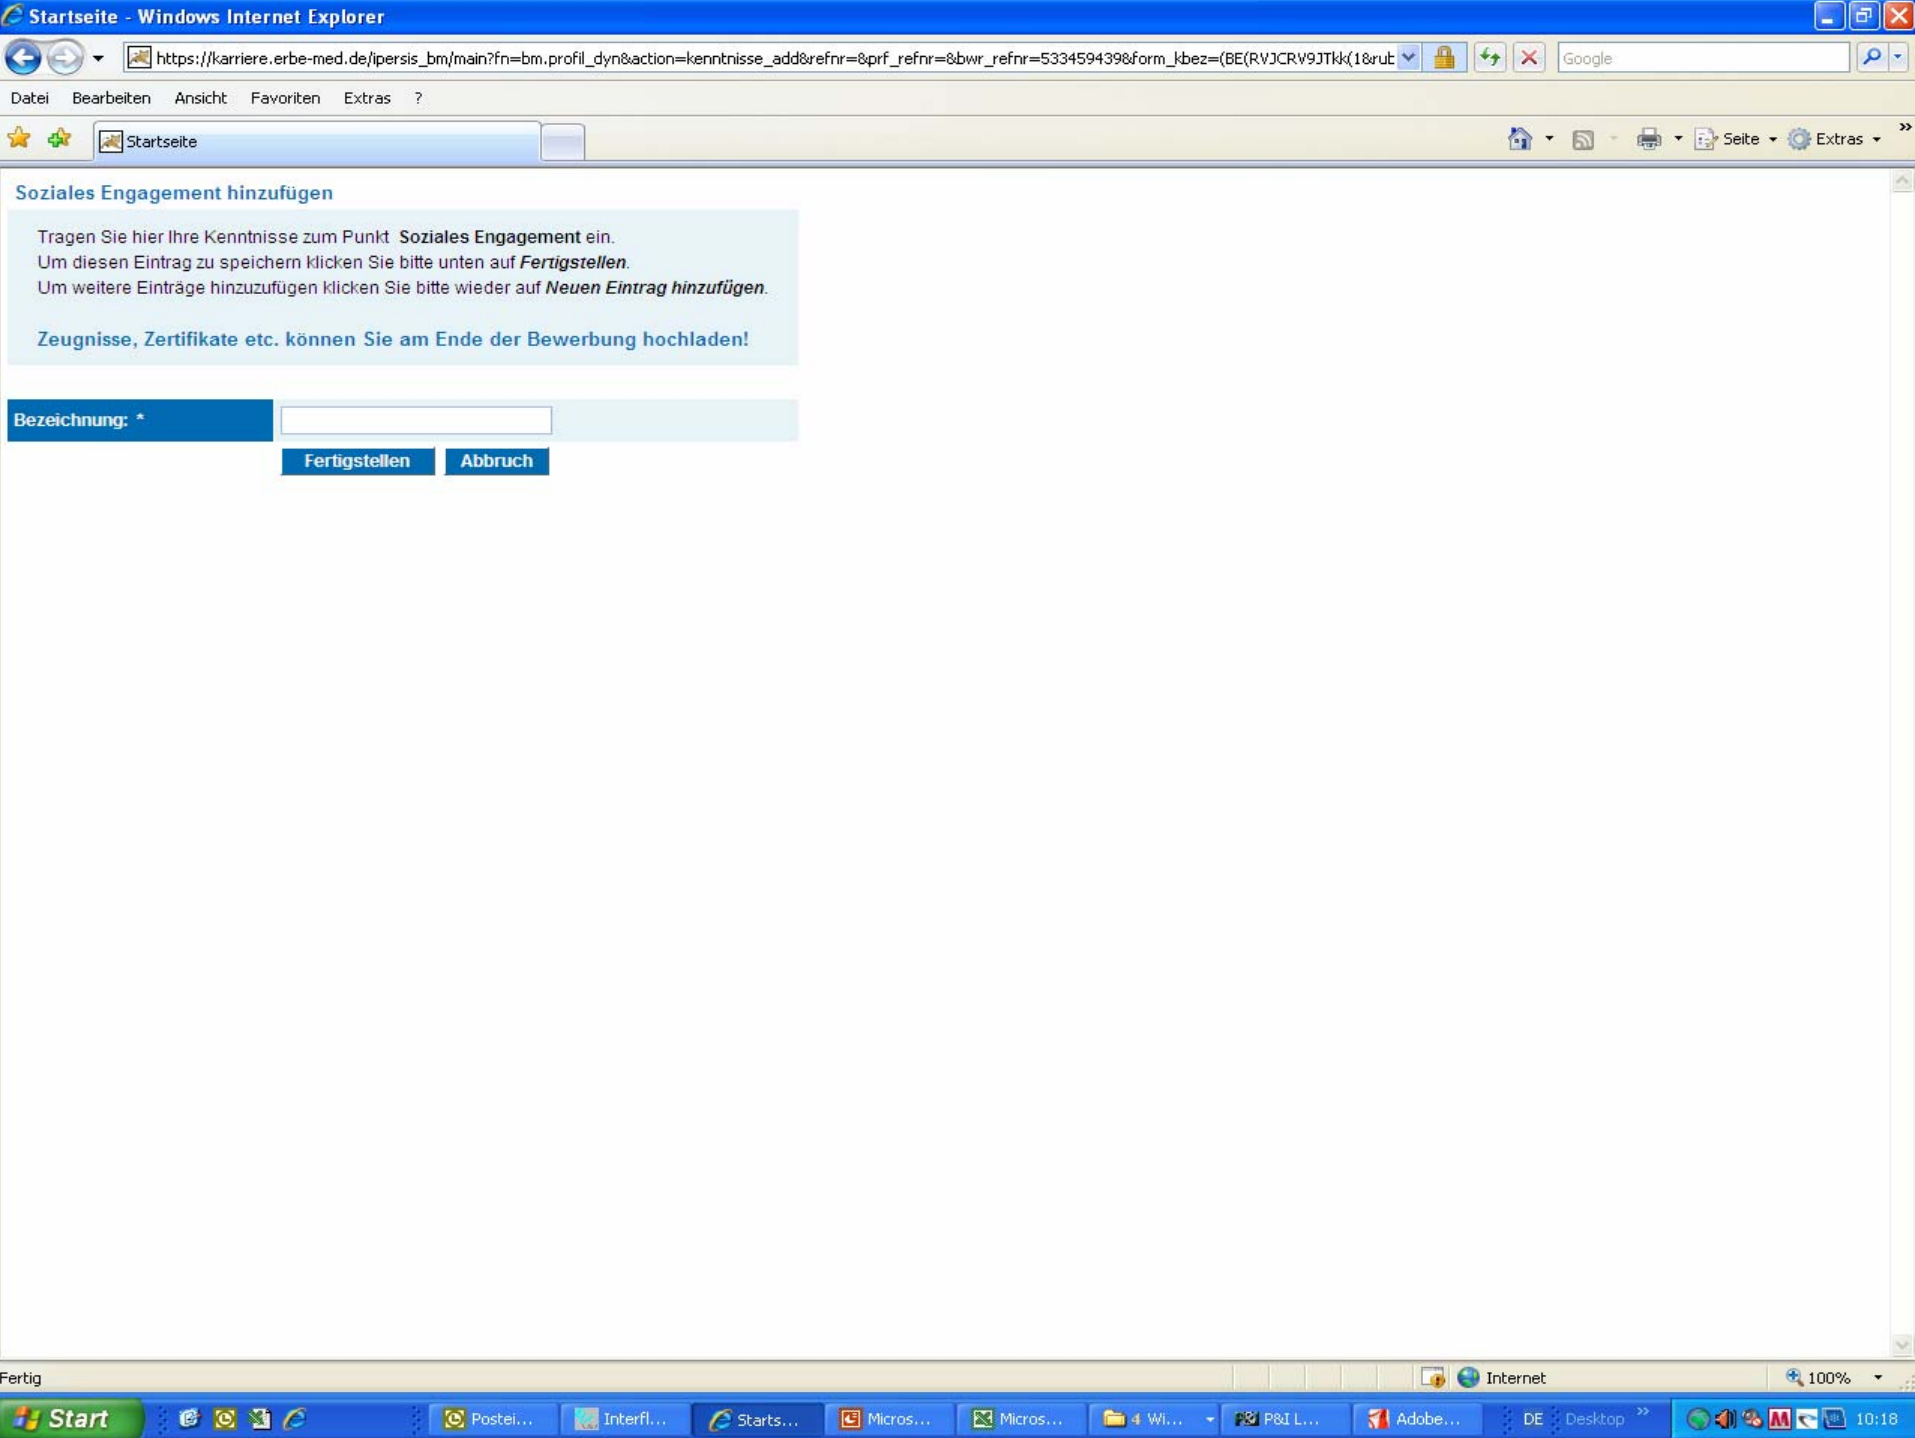 Startseite - Windows Internet Explorer
https://karriere.erbe-med.de/ipersis_bm/main?fn=bm.profil_dyn&action=kenntnisse_add&refnr=&prf_refnr=&bwr_refnr=533459439&form_kbez=(BE(RVJCRV9JTkk(1&rub
Google
Datei Bearbeiten Ansicht Favoriten Extras ?
Startseite
Seite Extras »
Soziales Engagement hinzufügen
Tragen Sie hier Ihre Kenntnisse zum Punkt Soziales Engagement ein.
Um diesen Eintrag zu speichern klicken Sie bitte unten auf Fertigstellen.
Um weitere Einträge hinzuzufügen klicken Sie bitte wieder auf Neuen Eintrag hinzufügen.
Zeugnisse, Zertifikate etc. können Sie am Ende der Bewerbung hochladen!
Bezeichnung: *
Fertigstellen Abbruch
Fertig
Internet
100%
Start Postei... Interfl... Starts... Micros... Micros... 4 Wi... P&I L... Adobe... DE Desktop » 10:18